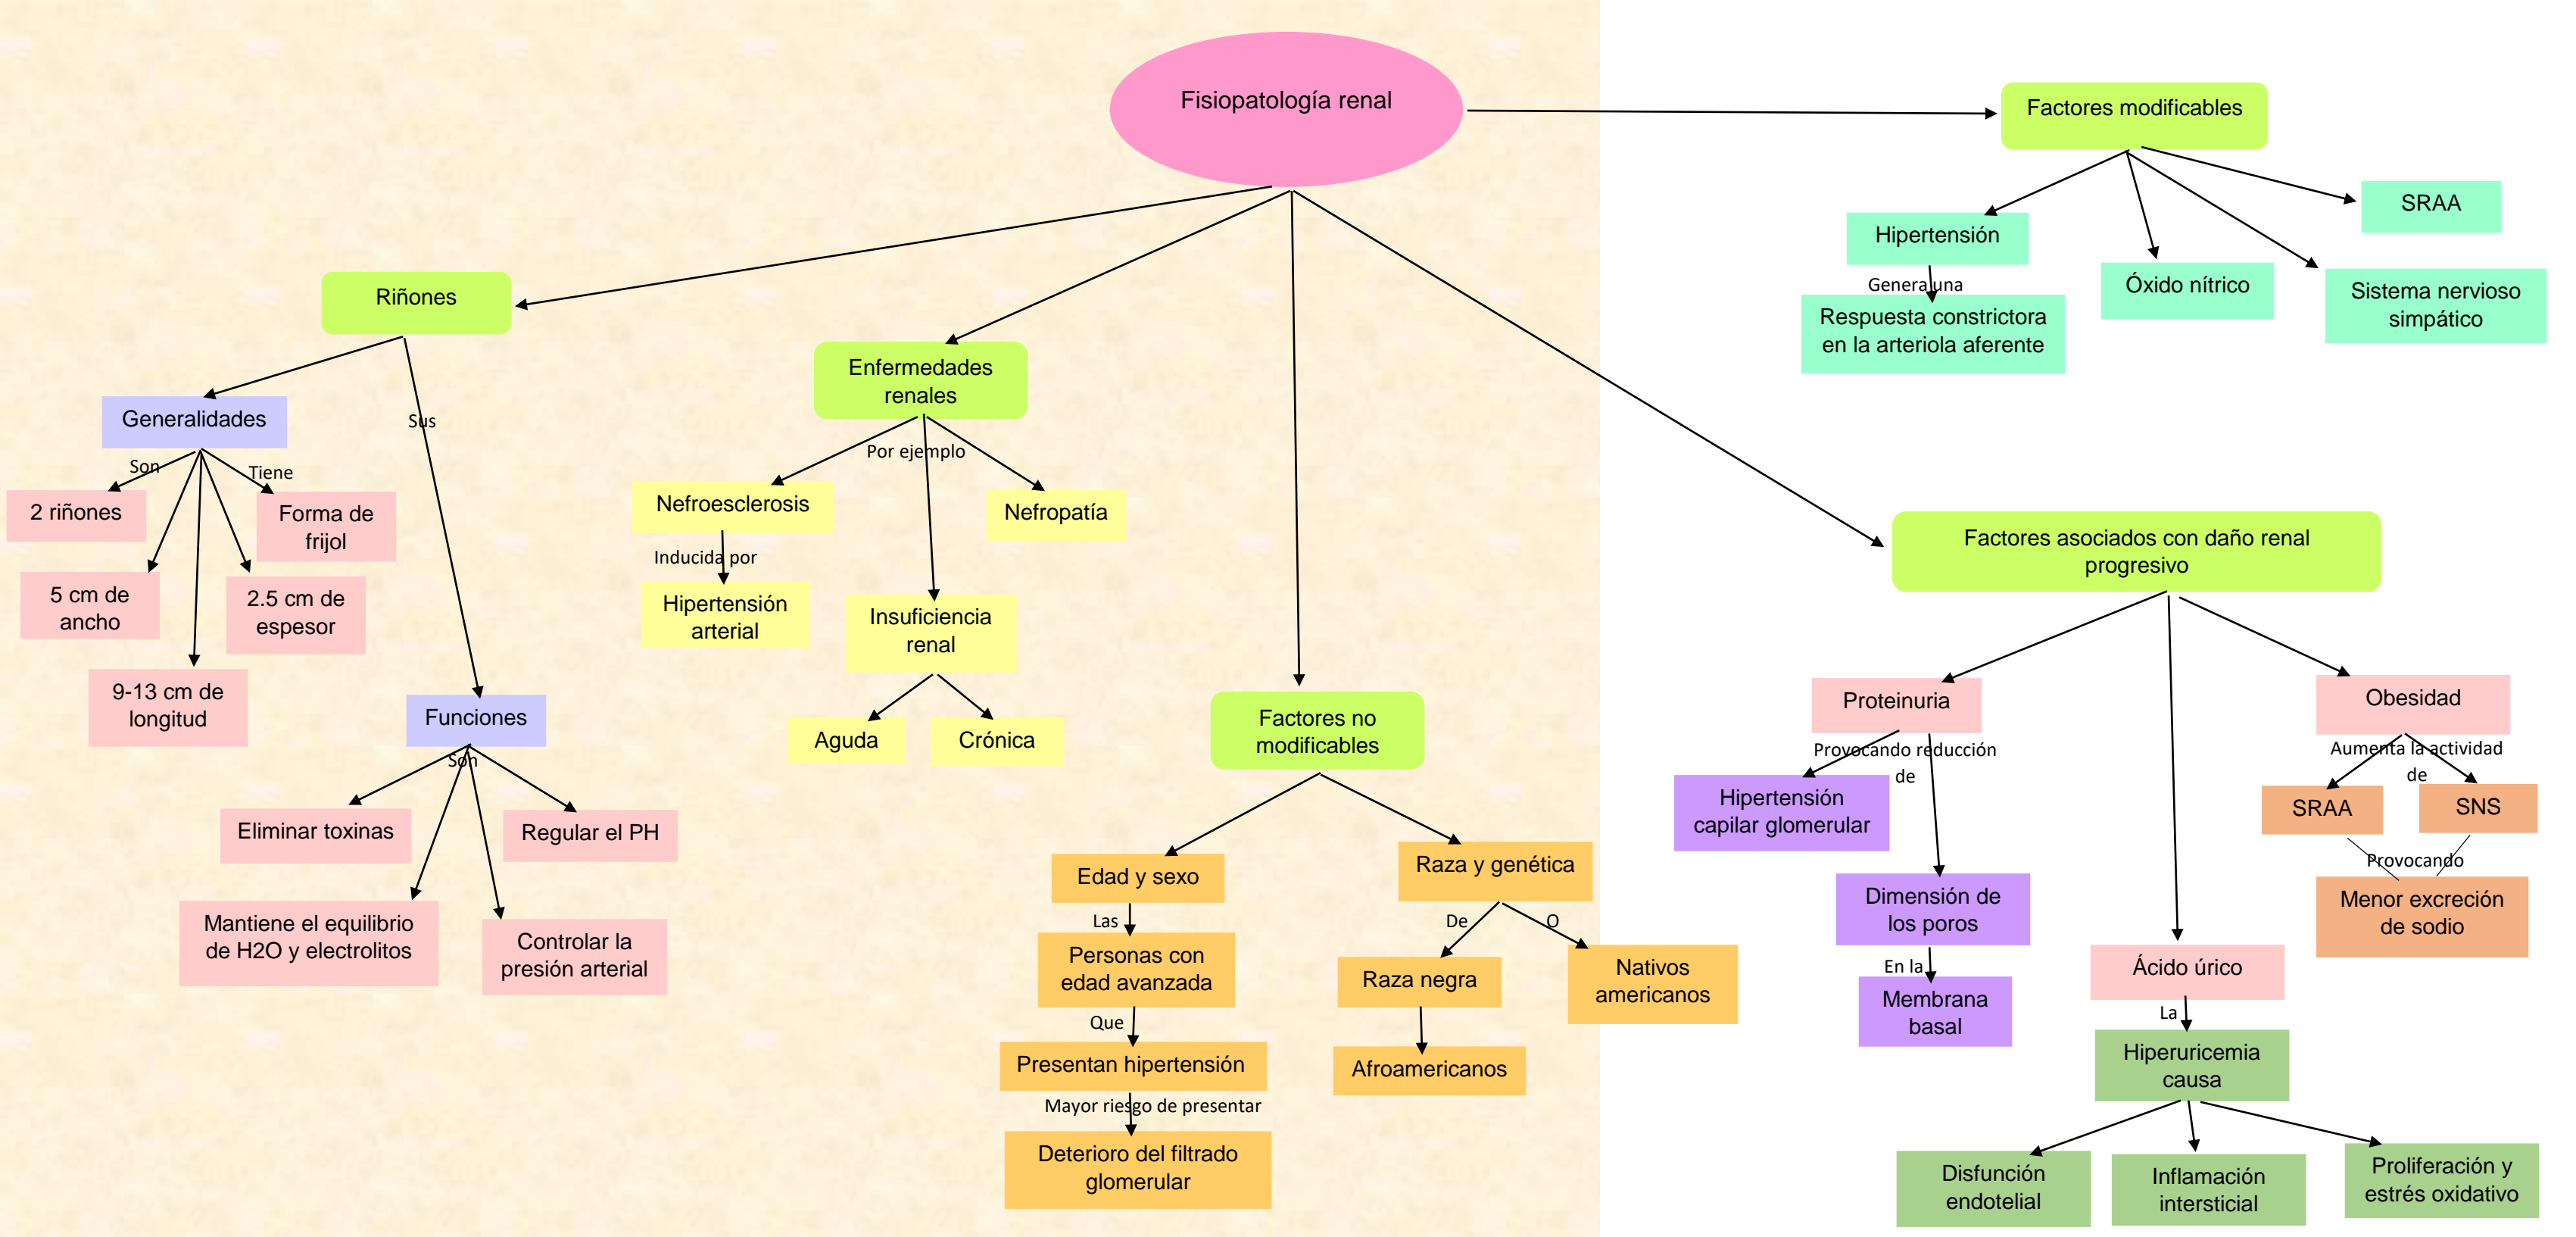 Fisiopatología renal
Factores modificables
SRAA
Hipertensión
Óxido nítrico
Sistema nervioso
simpático
Genera una
Respuesta constrictora
en la arteriola aferente
Riñones
Generalidades
Sus
Son
Tiene
2 riñones
Forma de
frijol
5 cm de
ancho
2.5 cm de
espesor
9-13 cm de
longitud
Funciones
Son
Eliminar toxinas
Regular el PH
Mantiene el equilibrio
de H2O y electrolitos
Controlar la
presión arterial
Enfermedades
renales
Por ejemplo
Nefroesclerosis
Nefropatía
Inducida por
Hipertensión
arterial
Insuficiencia
renal
Aguda
Crónica
Factores no
modificables
Edad y sexo
Raza y genética
Las
De
O
Personas con
edad avanzada
Raza negra
Nativos
americanos
Que
Presentan hipertensión
Afroamericanos
Mayor riesgo de presentar
Deterioro del filtrado
glomerular
Factores asociados con daño renal
progresivo
Proteinuria
Obesidad
Provocando reducción
de
Aumenta la actividad
de
Hipertensión
capilar glomerular
SRAA
SNS
Provocando
Dimensión de
los poros
Menor excreción
de sodio
En la
Membrana
basal
Ácido úrico
La
Hiperuricemia
causa
Disfunción
endotelial
Inflamación
intersticial
Proliferación y
estrés oxidativo